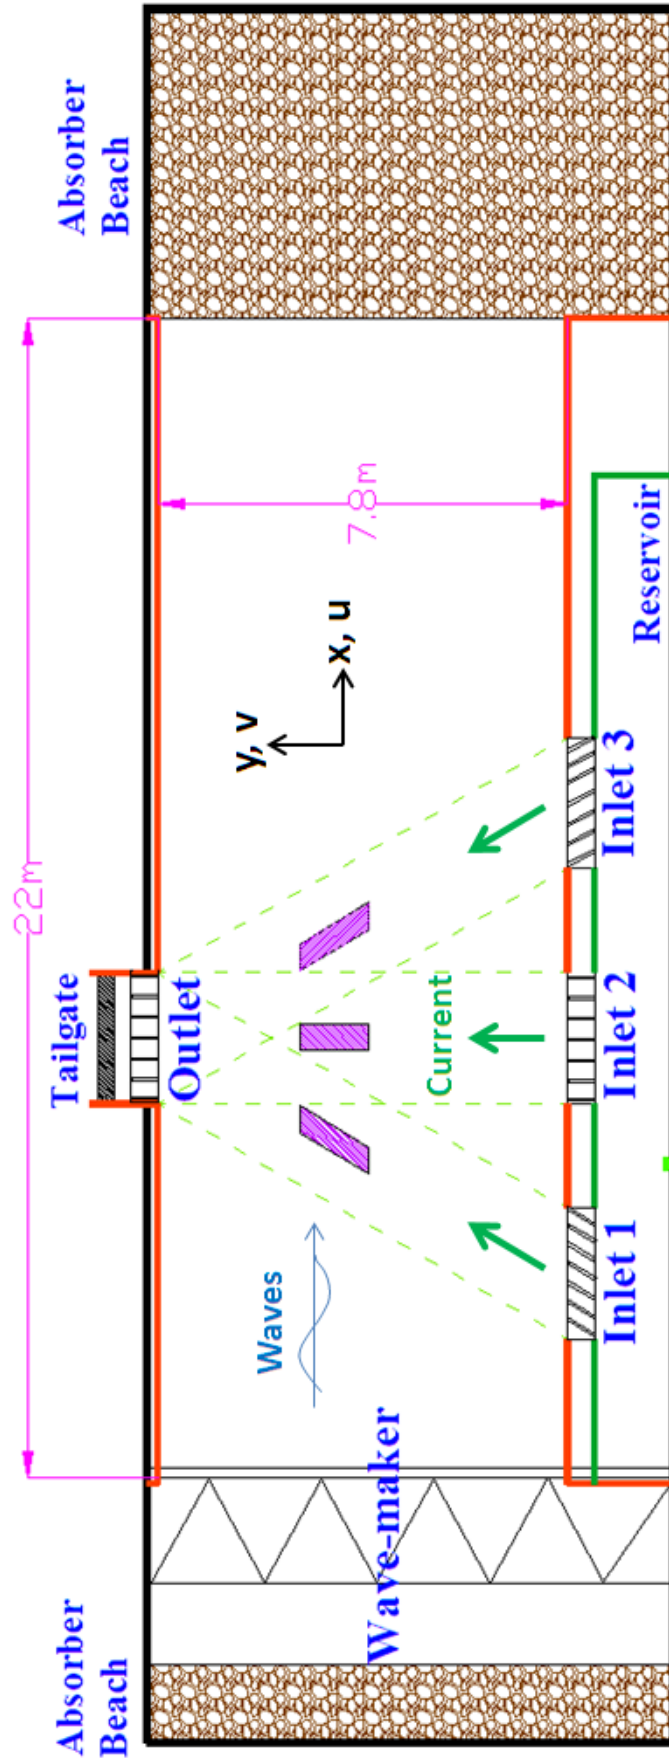 Absorber
Beach
Absorber
Beach
22m
Tailgate
Outlet
7.8m
y, v
x, u
Waves
Current
Wave-maker
Inlet 1
Inlet 2
Inlet 3
Reservoir